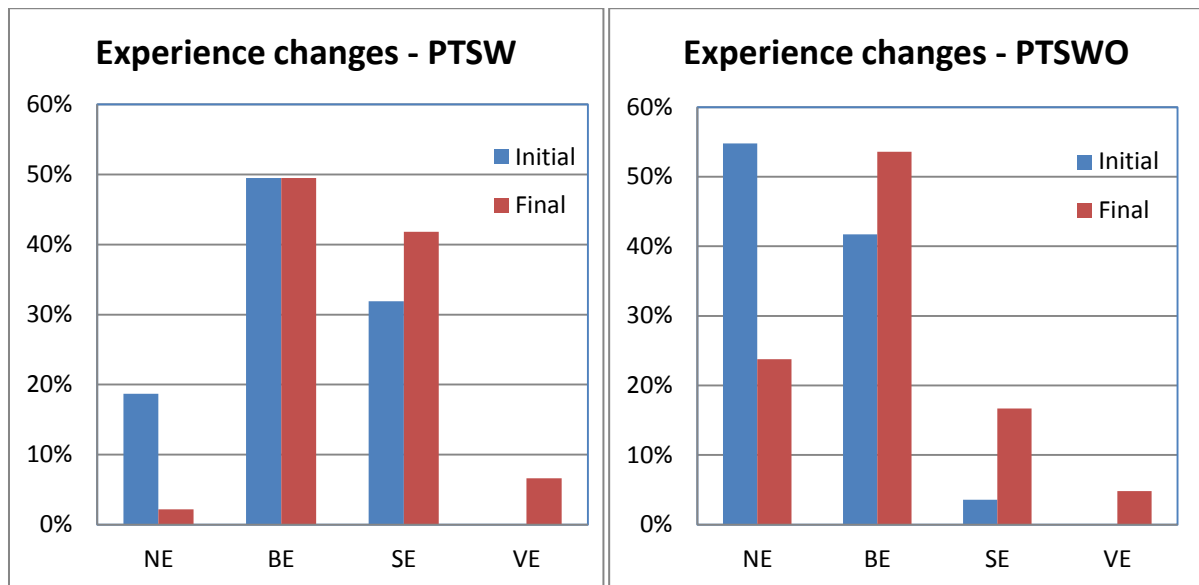 Experience changes - PTSW
60%
50%
40%
30%
20%
10%
0%
Initial
Final
NE BE SE VE
Experience changes - PTSWO
60%
50%
40%
30%
20%
10%
0%
Initial
Final
NE BE SE VE